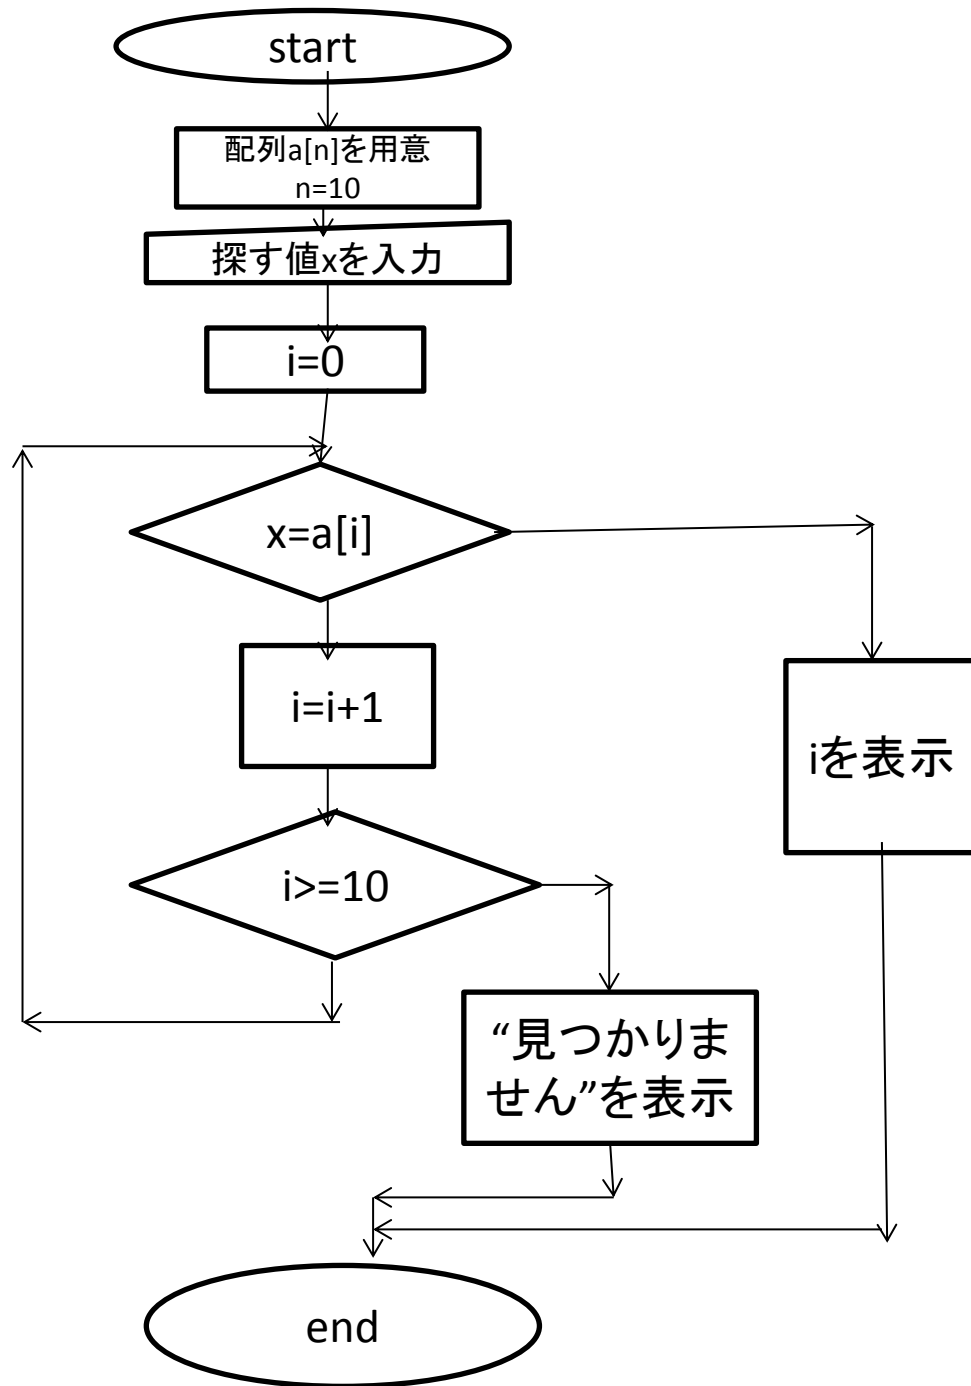 start
配列a[n]を用意
n=10
探す値xを入力
i=0
x=a[i]
i=i+1
iを表示
i>=10
“見つかりま
せん”を表示
end